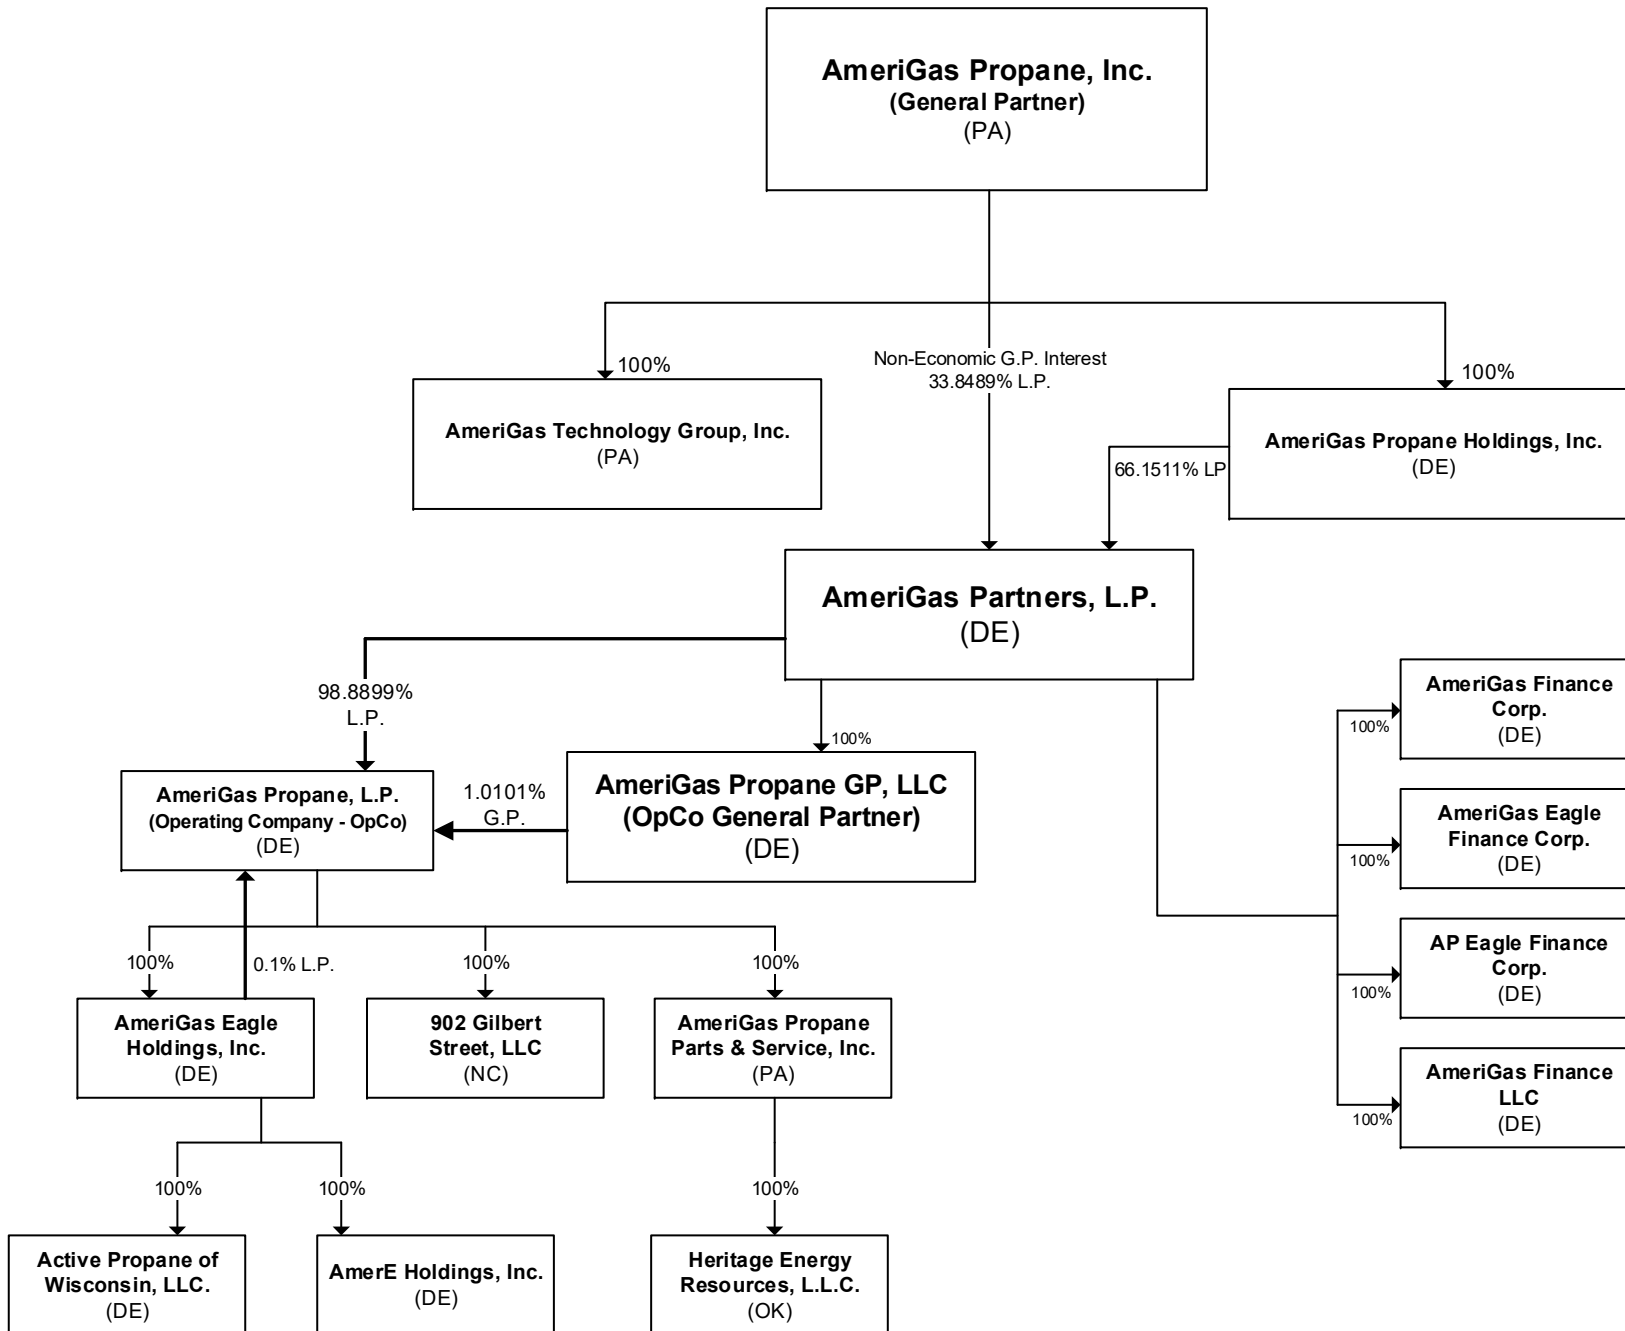 AmeriGas Propane, Inc.
(General Partner)
(PA)
100%
Non-Economic G.P. Interest
33.8489% L.P.
100%
AmeriGas Technology Group, Inc.
(PA)
AmeriGas Propane Holdings, Inc.
(DE)
66.1511% LP
AmeriGas Partners, L.P.
(DE)
98.8899%
L.P.
100%
AmeriGas Propane, L.P.
(Operating Company - OpCo)
(DE)
1.0101%
G.P.
AmeriGas Propane GP, LLC
(OpCo General Partner)
(DE)
100%
AmeriGas Finance
Corp.
(DE)
100%
AmeriGas Eagle
Finance Corp.
(DE)
100%
AP Eagle Finance
Corp.
(DE)
100%
AmeriGas Finance
LLC
(DE)
100%
0.1% L.P.
100%
100%
AmeriGas Eagle
Holdings, Inc.
(DE)
902 Gilbert
Street, LLC
(NC)
AmeriGas Propane
Parts & Service, Inc.
(PA)
100%
100%
100%
Active Propane of
Wisconsin, LLC.
(DE)
AmerE Holdings, Inc.
(DE)
Heritage Energy
Resources, L.L.C.
(OK)